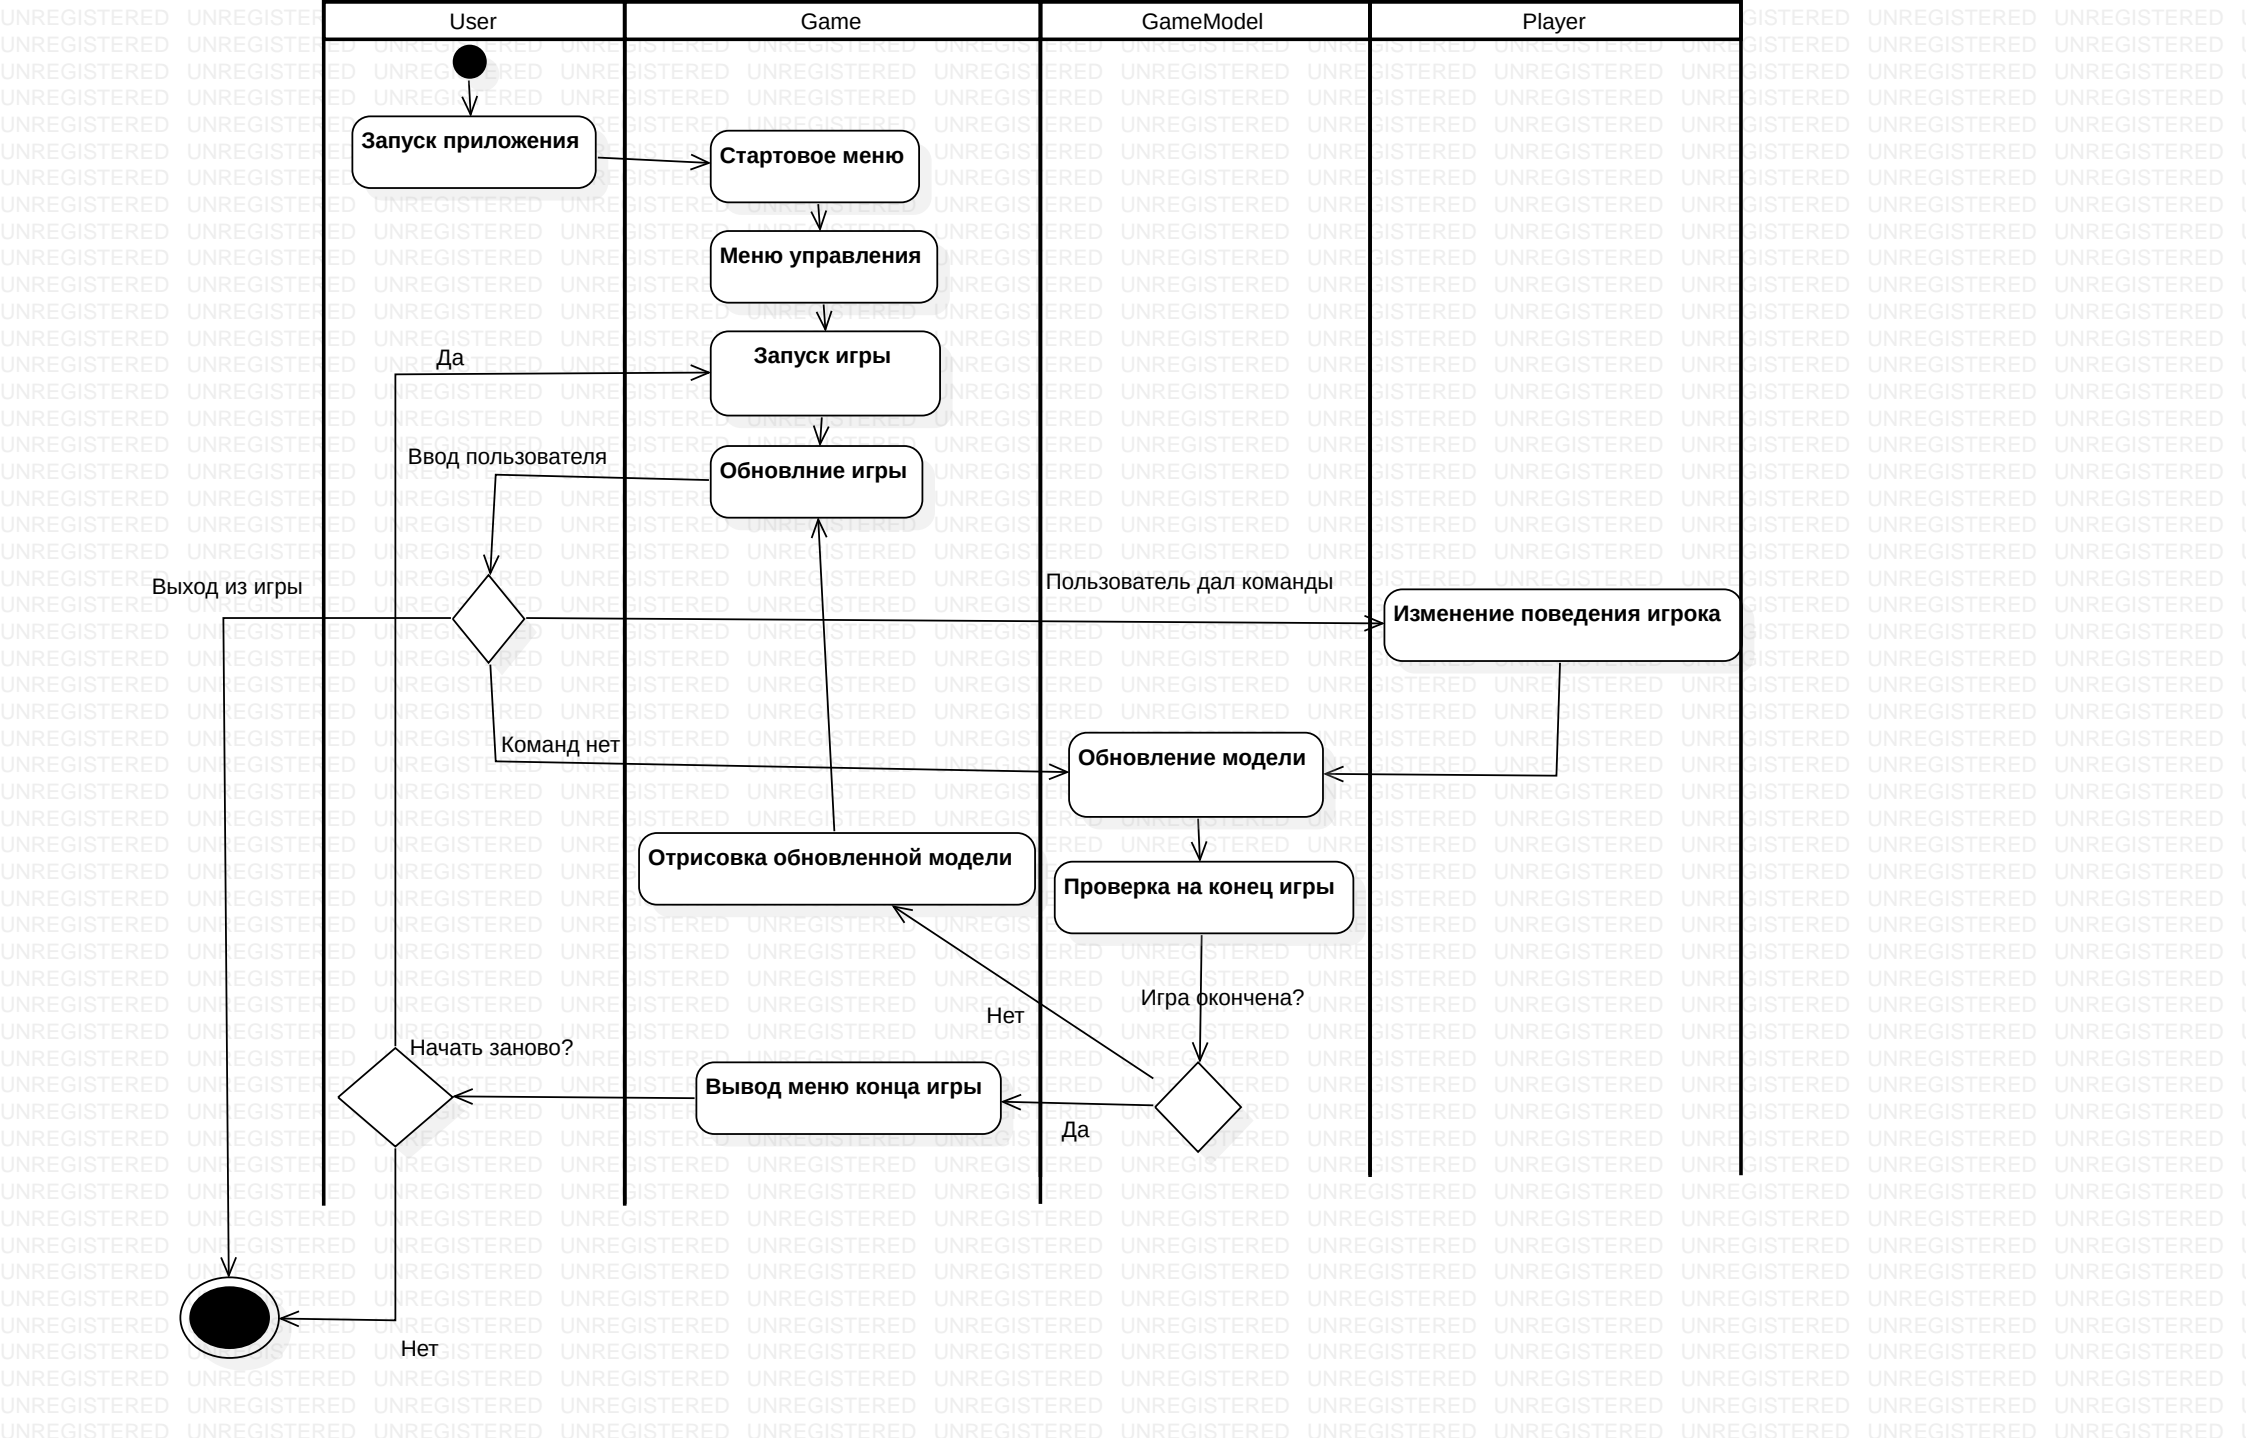 User
Game
GameModel
Player
Запуск приложения
Стартовое меню
Меню управления
Да
Запуск игры
Ввод пользователя
Обновлние игры
Выход из игры
Пользователь дал команды
Изменение поведения игрока
Команд нет
Обновление модели
Отрисовка обновленной модели
Проверка на конец игры
Игра окончена?
Нет
Начать заново?
Вывод меню конца игры
Да
Нет
UNREGISTERED